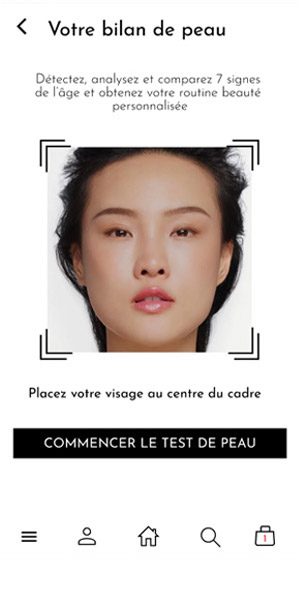 Votre bilan de peau
Détectez, analysez et comparez 7 signes
de l'âge et obtenez votre routine beauté
personnalisée
Placez votre visage au centre du cadre
COMMENCER LE TEST DE PEAU
1